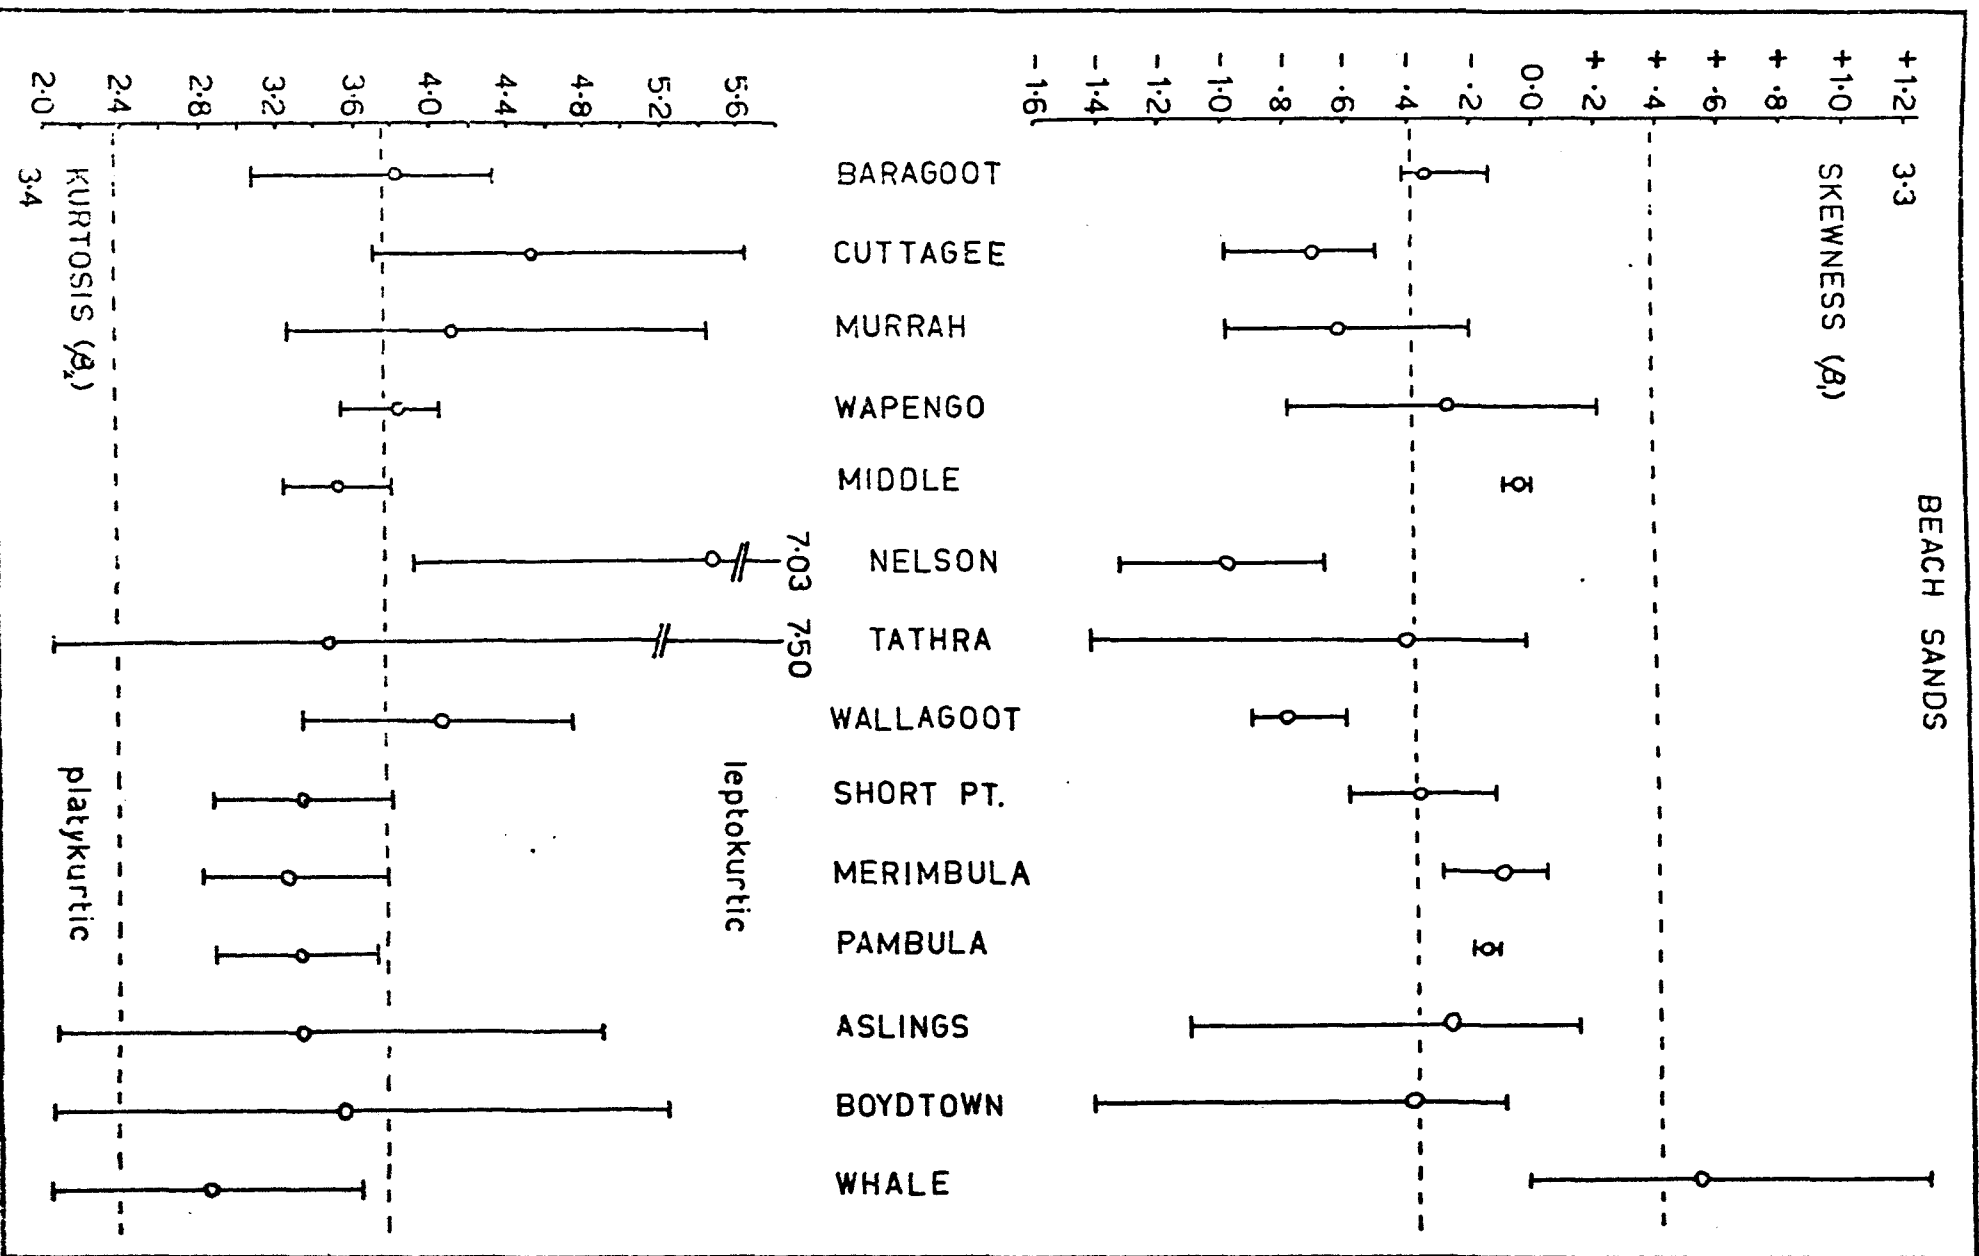 BEACH SANDS
3·3
SKEWNESS (β₁)
+1·2
+1·0
+·8
+·6
+·4
+·2
0·0
-·2
-·4
-·6
-·8
-1·0
-1·2
-1·4
-1·6
BARAGOOT
CUTTAGEE
MURRAH
WAPENGO
MIDDLE
NELSON
TATHRA
WALLAGOOT
SHORT PT.
MERIMBULA
PAMBULA
ASLINGS
BOYDTOWN
WHALE
7·03
7·50
5·6
5·2
4·8
4·4
4·0
3·6
3·2
2·8
2·4
2·0
leptokurtic
platykurtic
KURTOSIS (β₂)
3·4